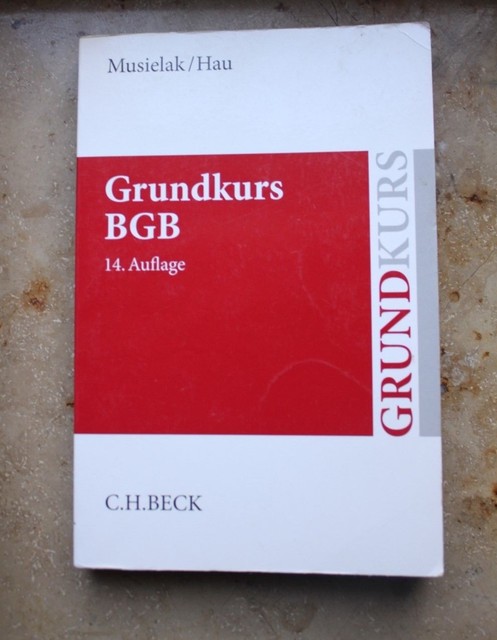 Musielak/Hau
Grundkurs
BGB
14. Auflage
GRUNDKURS
C.H.BECK